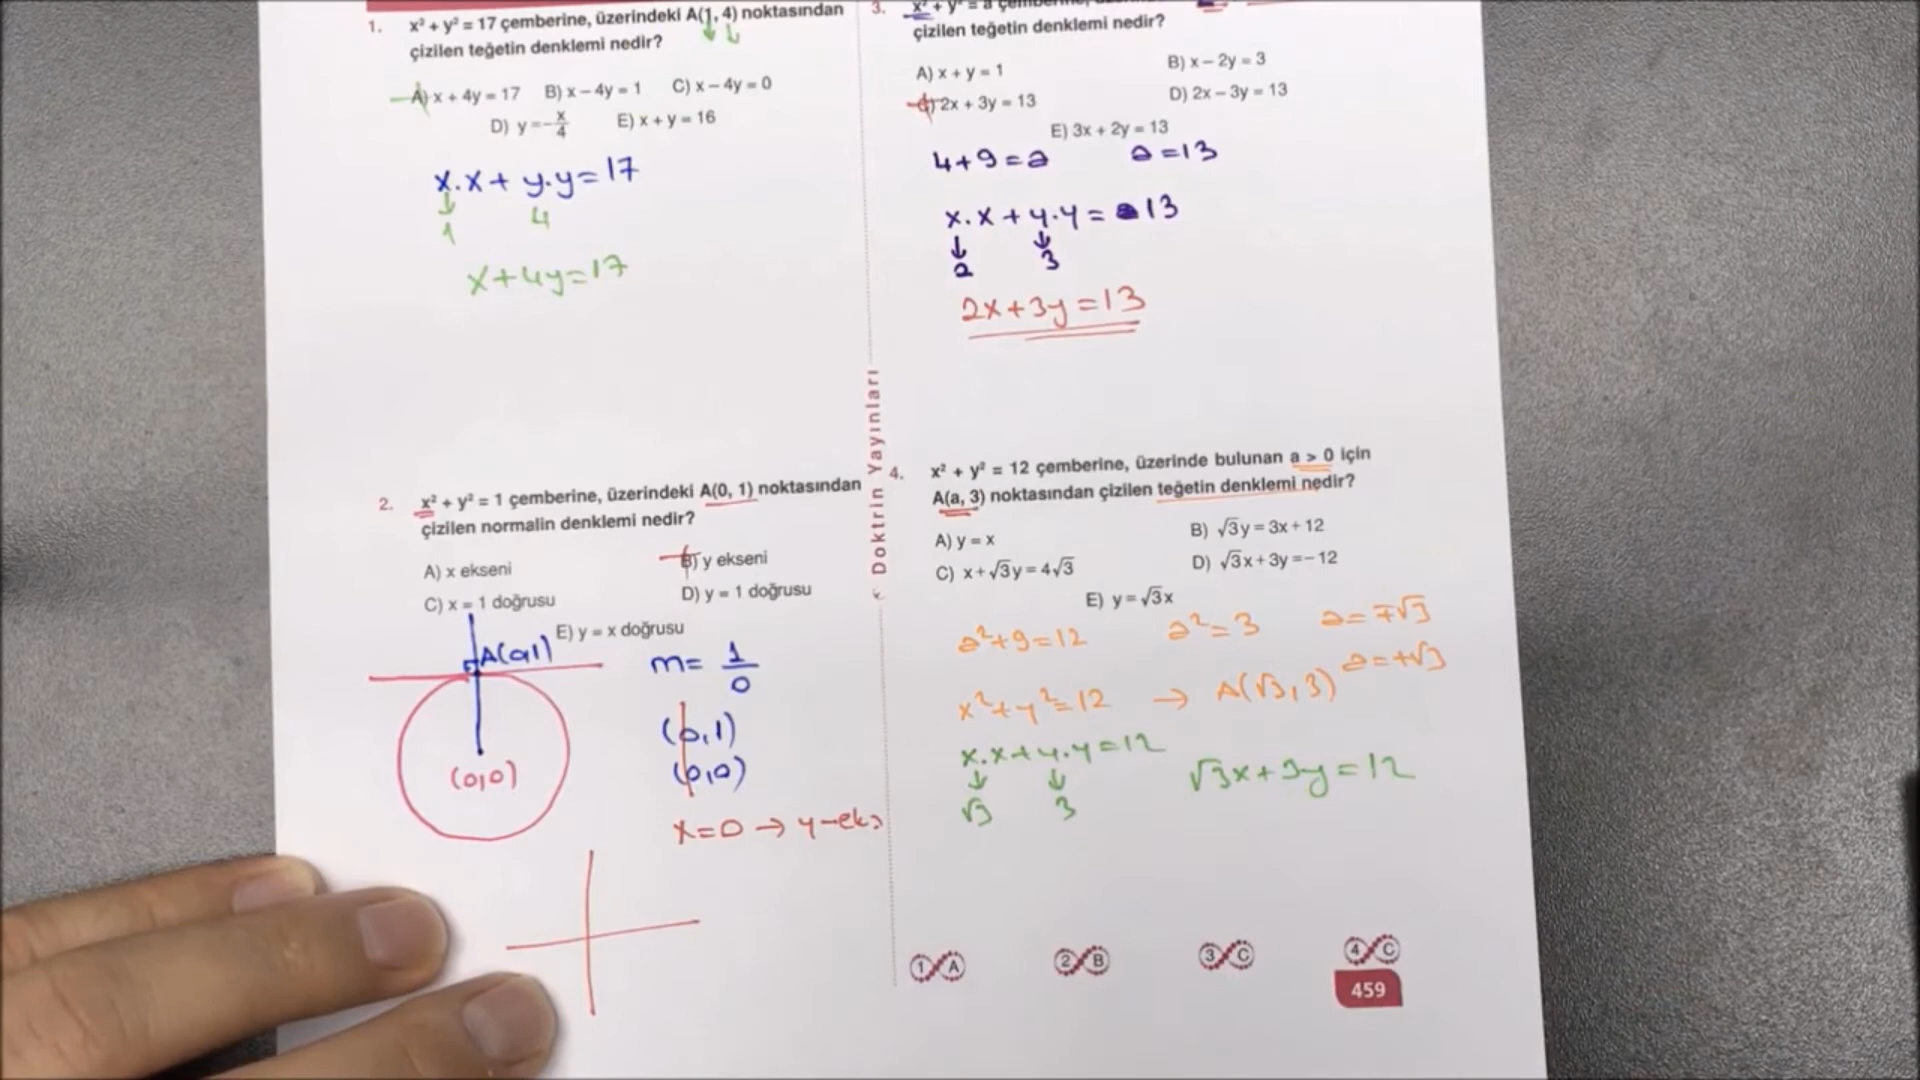 1. x² + y² = 17 çemberine, üzerindeki A(1, 4) noktasından
çizilen teğetin denklemi nedir?
A) x + 4y = 17 B) x – 4y = 1 C) x – 4y = 0
D) y = –x/4 E) x + y = 16
x.x + y.y = 17
1 4
x+4y=17
2. x² + y² = 1 çemberine, üzerindeki A(0, 1) noktasından
çizilen normalin denklemi nedir?
A) x ekseni B) y ekseni
C) x = 1 doğrusu D) y = 1 doğrusu
E) y = x doğrusu
A(0,1)
(0,0)
m = 1/0
(0,1)
(0,0)
x=0 → y-eks
Doktrin Yayınları
3. x² + y² = a
çizilen teğetin denklemi nedir?
A) x + y = 1 B) x – 2y = 3
C) 2x + 3y = 13 D) 2x – 3y = 13
E) 3x + 2y = 13
4+9=a a=13
x.x + y.y = 13
2 3
2x+3y=13
4. x² + y² = 12 çemberine, üzerinde bulunan a > 0 için
A(a, 3) noktasından çizilen teğetin denklemi nedir?
A) y = x B) √3y = 3x + 12
C) x + √3y = 4√3 D) √3x + 3y = – 12
E) y = √3x
a²+9=12 a²=3 a=∓√3
a=+√3
x²+y²=12 → A(√3,3)
x.x+y.y=12
√3 3
√3x+3y=12
1 A 2 B 3 C 4 C
459